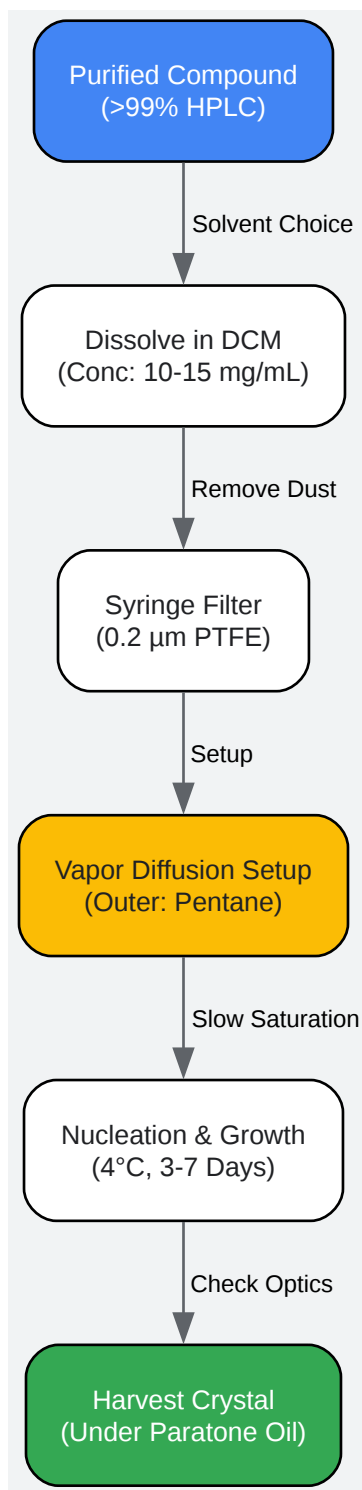 Purified Compound
(>99% HPLC)
Solvent Choice
Dissolve in DCM
(Conc: 10-15 mg/mL)
Remove Dust
Syringe Filter
(0.2 µm PTFE)
Setup
Vapor Diffusion Setup
(Outer: Pentane)
Slow Saturation
Nucleation & Growth
(4°C, 3-7 Days)
Check Optics
Harvest Crystal
(Under Paratone Oil)